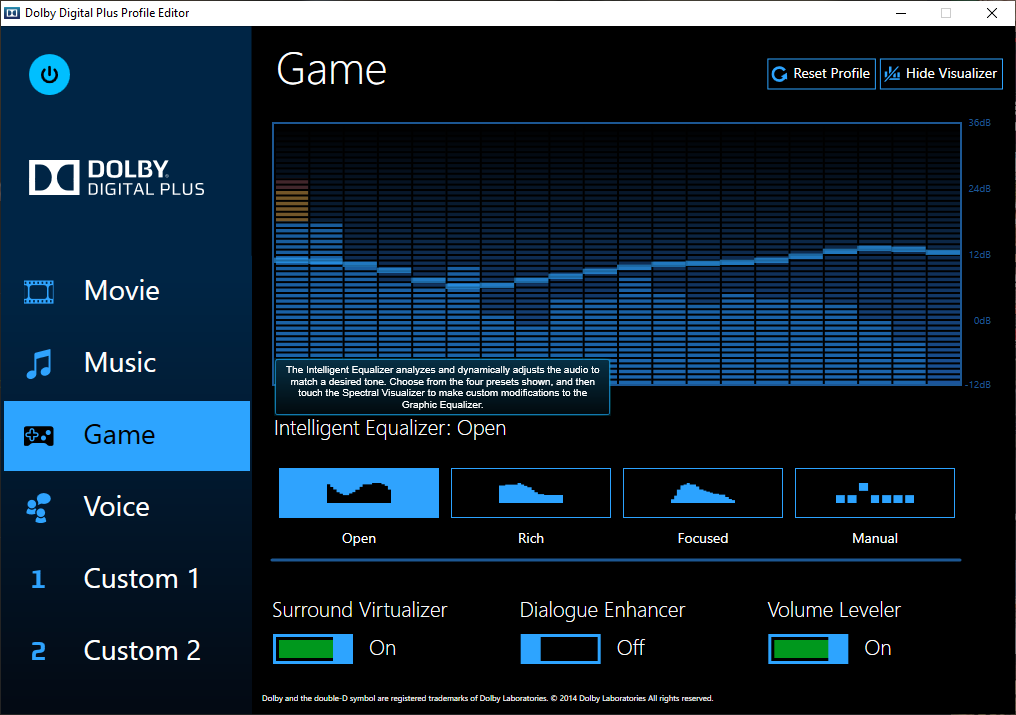 Dolby Digital Plus Profile Editor
Game
Reset Profile
Hide Visualizer
DOLBY
DIGITAL PLUS
Movie
Music
Game
Voice
1 Custom 1
2 Custom 2
36dB
24dB
12dB
0dB
-12dB
The Intelligent Equalizer analyzes and dynamically adjusts the audio to
match a desired tone. Choose from the four presets shown, and then
touch the Spectral Visualizer to make custom modifications to the
Graphic Equalizer.
Intelligent Equalizer: Open
Open
Rich
Focused
Manual
Surround Virtualizer
On
Dialogue Enhancer
Off
Volume Leveler
On
Dolby and the double-D symbol are registered trademarks of Dolby Laboratories. © 2014 Dolby Laboratories All rights reserved.